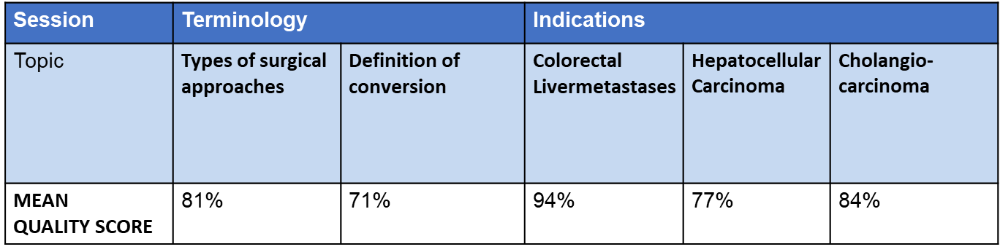 Session Terminology Indications
Topic Types of surgical approaches Definition of conversion Colorectal Livermetastases Hepatocellular Carcinoma Cholangio-carcinoma
MEAN QUALITY SCORE 81% 71% 94% 77% 84%